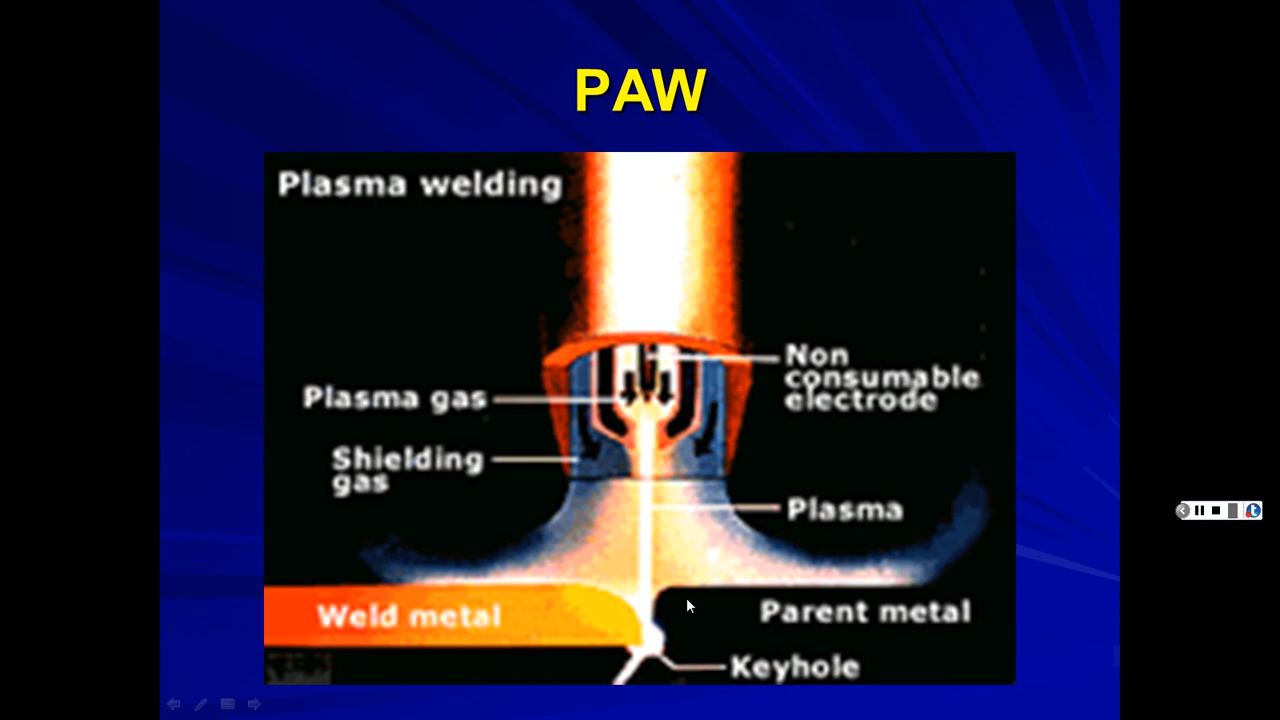 PAW
Plasma welding
Non
consumable
electrode
Plasma gas
Shielding
gas
Plasma
Weld metal
Parent metal
Keyhole